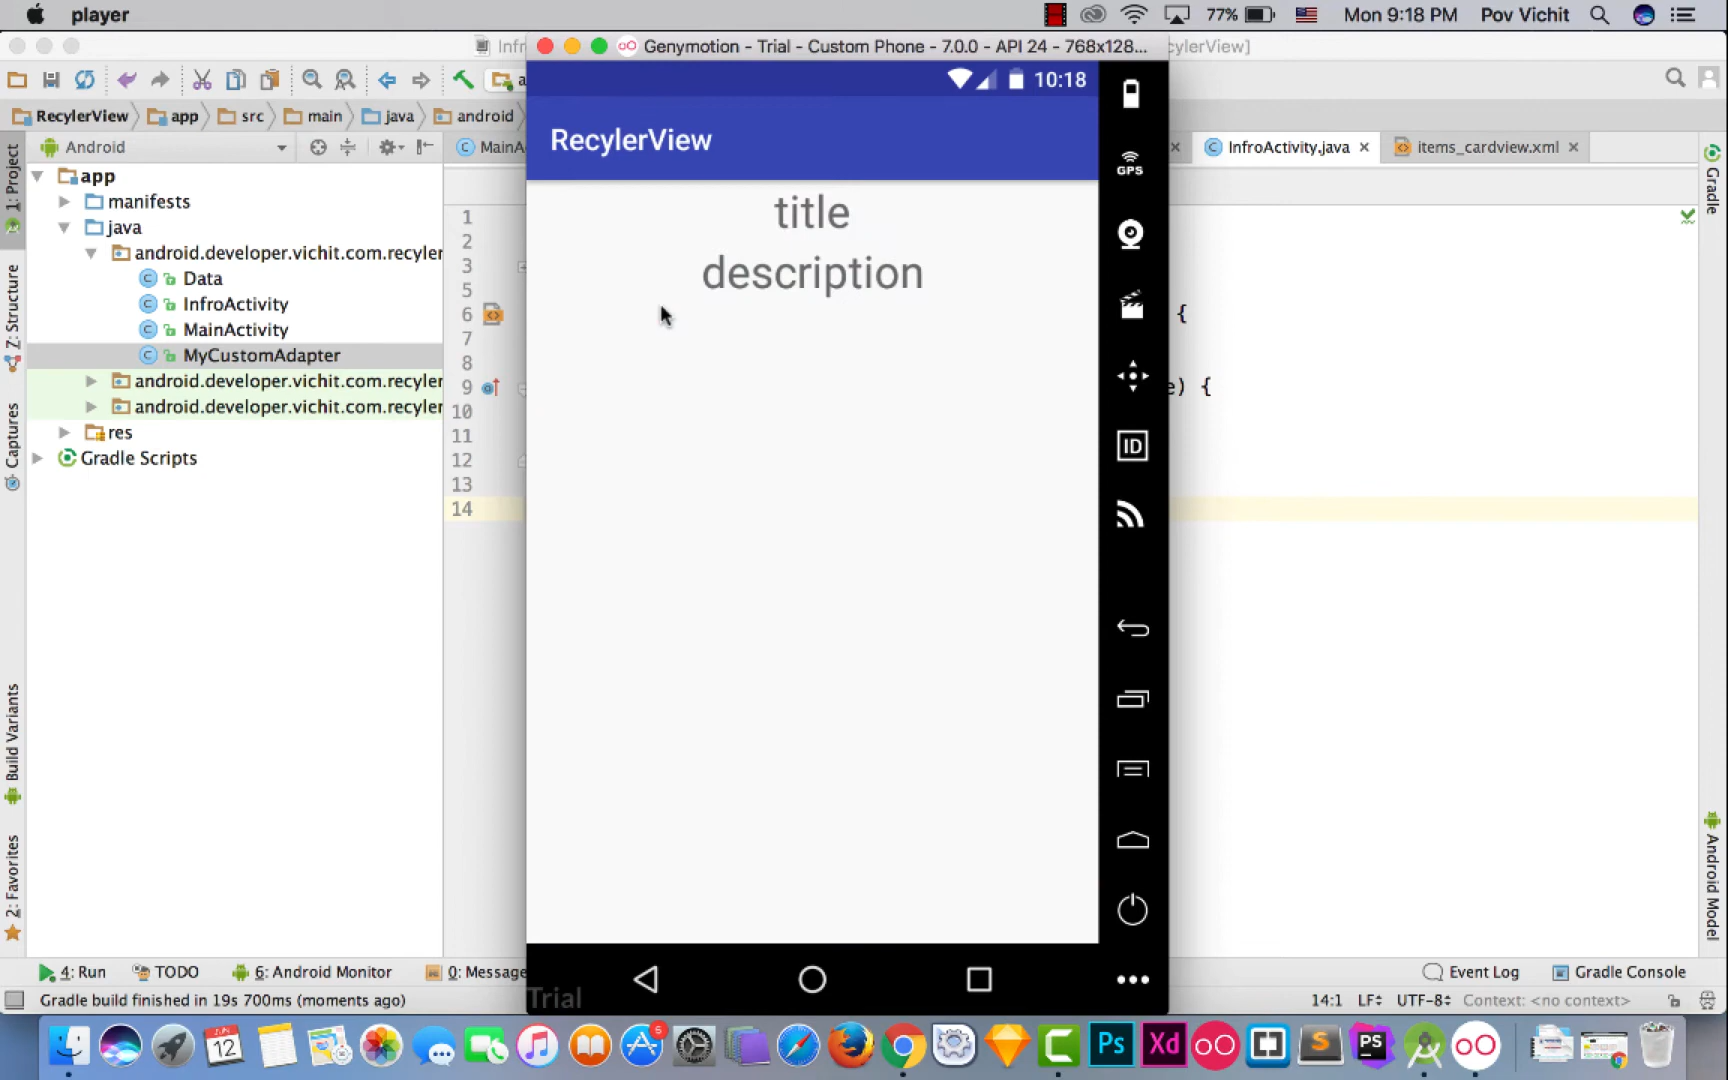 player
77%
Mon 9:18 PM
Pov Vichit
Genymotion - Trial - Custom Phone - 7.0.0 - API 24 - 768x128...
cylerView]
RecylerView
app
src
main
java
android
10:18
RecylerView
title
description
GPS
ID
Trial
Android
app
manifests
java
android.developer.vichit.com.recyler
Data
InfroActivity
MainActivity
MyCustomAdapter
android.developer.vichit.com.recyler
android.developer.vichit.com.recyler
res
Gradle Scripts
1: Project
Z: Structure
Captures
Build Variants
2: Favorites
MainA
InfroActivity.java
items_cardview.xml
1
2
3
5
6
7
8
9
10
11
12
13
14
{
e) {
Gradle
Android Model
4: Run
TODO
6: Android Monitor
0: Message
Event Log
Gradle Console
Gradle build finished in 19s 700ms (moments ago)
14:1
LF÷
UTF-8÷
Context: <no context>
12
6
Ps
Xd
S
PS